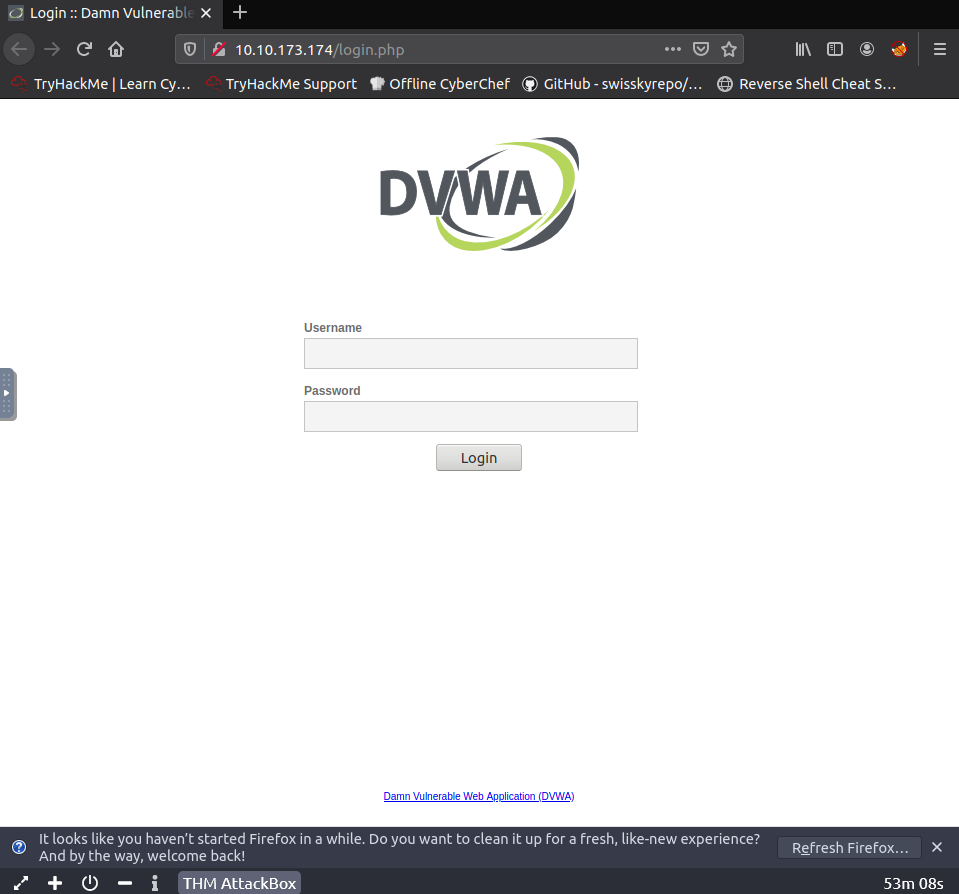 Login :: Damn Vulnerable
10.10.173.174/login.php
TryHackMe | Learn Cy… TryHackMe Support Offline CyberChef GitHub - swisskyrepo/… Reverse Shell Cheat S…
DVWA
Username
Password
Login
Damn Vulnerable Web Application (DVWA)
It looks like you haven’t started Firefox in a while. Do you want to clean it up for a fresh, like-new experience?
And by the way, welcome back!
Refresh Firefox…
THM AttackBox
53m 08s